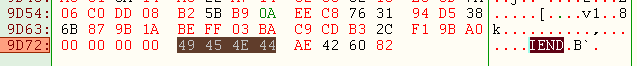 9D54: 06 C0 DD 08 B2 5B B9 0A EE C8 76 31 94 D5 38 .....[....v1..8
9D63: 6B 87 9B 1A BE FF 03 BA C9 CD B3 2C F1 9B A0 k..........,...
9D72: 00 00 00 00 49 45 4E 44 AE 42 60 82 ....IEND.B`.